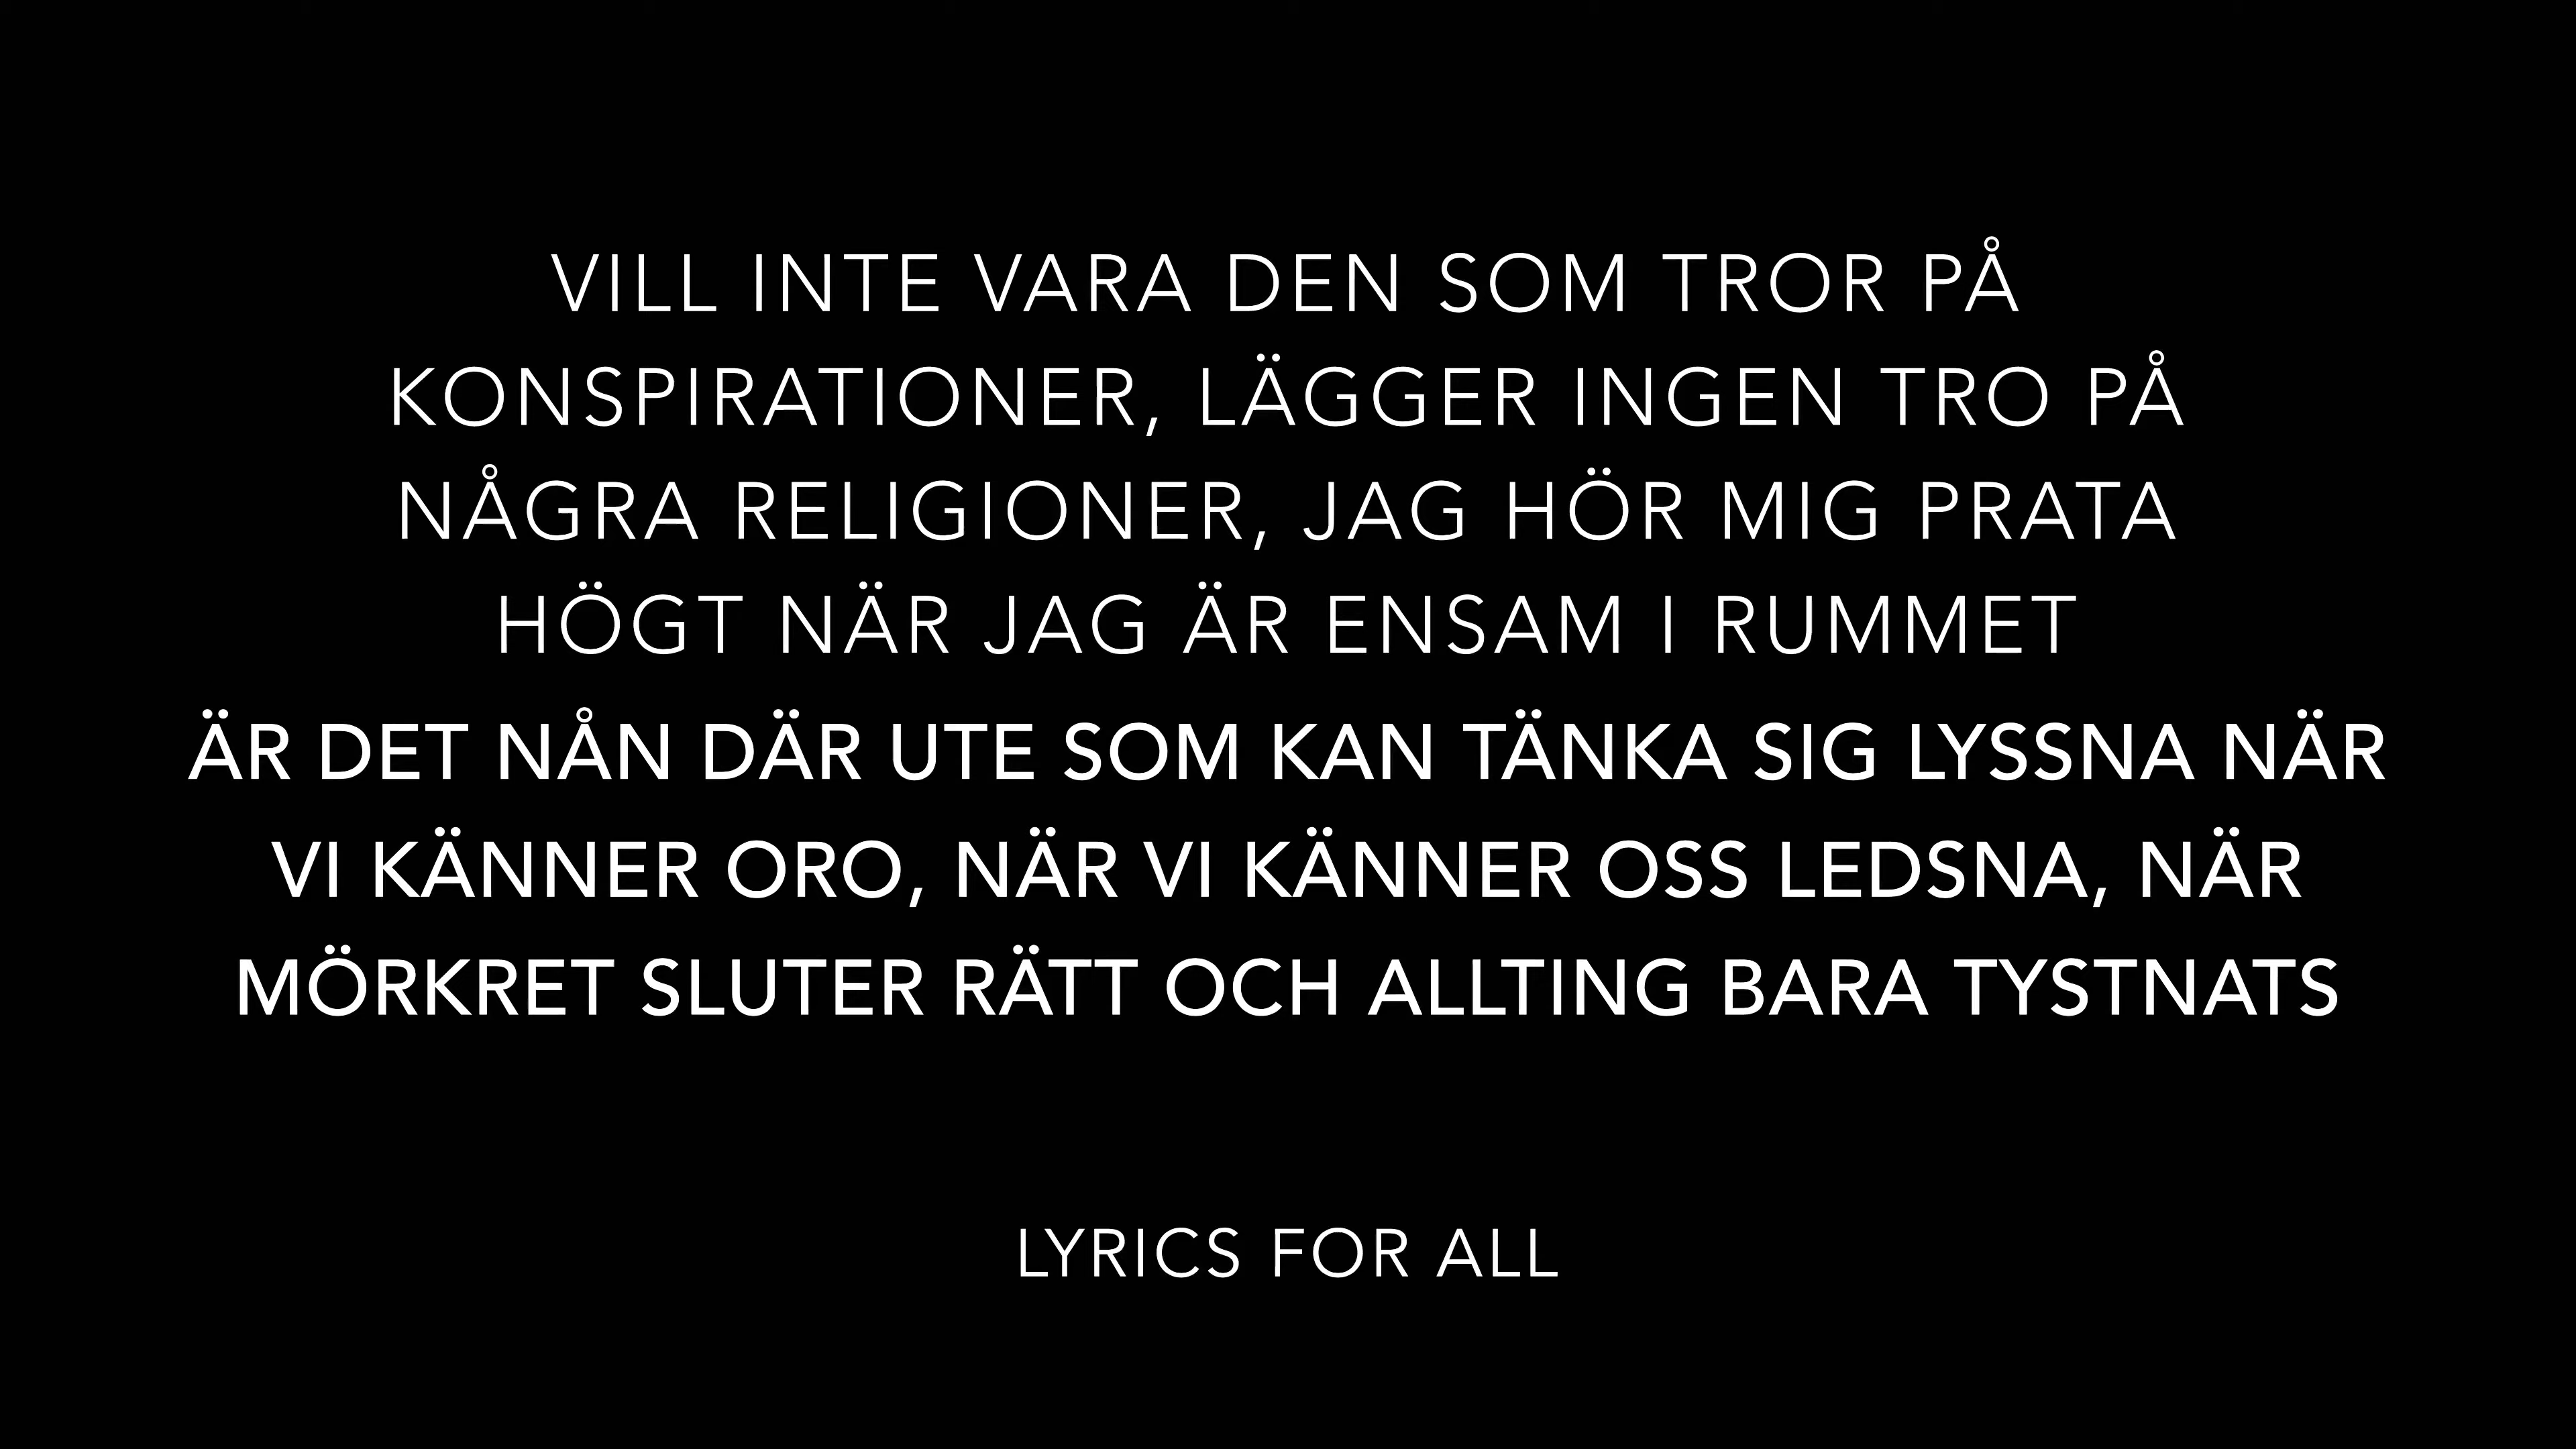 VILL INTE VARA DEN SOM TROR PÅ
KONSPIRATIONER, LÄGGER INGEN TRO PÅ
NÅGRA RELIGIONER, JAG HÖR MIG PRATA
HÖGT NÄR JAG ÄR ENSAM I RUMMET
ÄR DET NÅN DÄR UTE SOM KAN TÄNKA SIG LYSSNA NÄR
VI KÄNNER ORO, NÄR VI KÄNNER OSS LEDSNA, NÄR
MÖRKRET SLUTER RÄTT OCH ALLTING BARA TYSTNATS
LYRICS FOR ALL